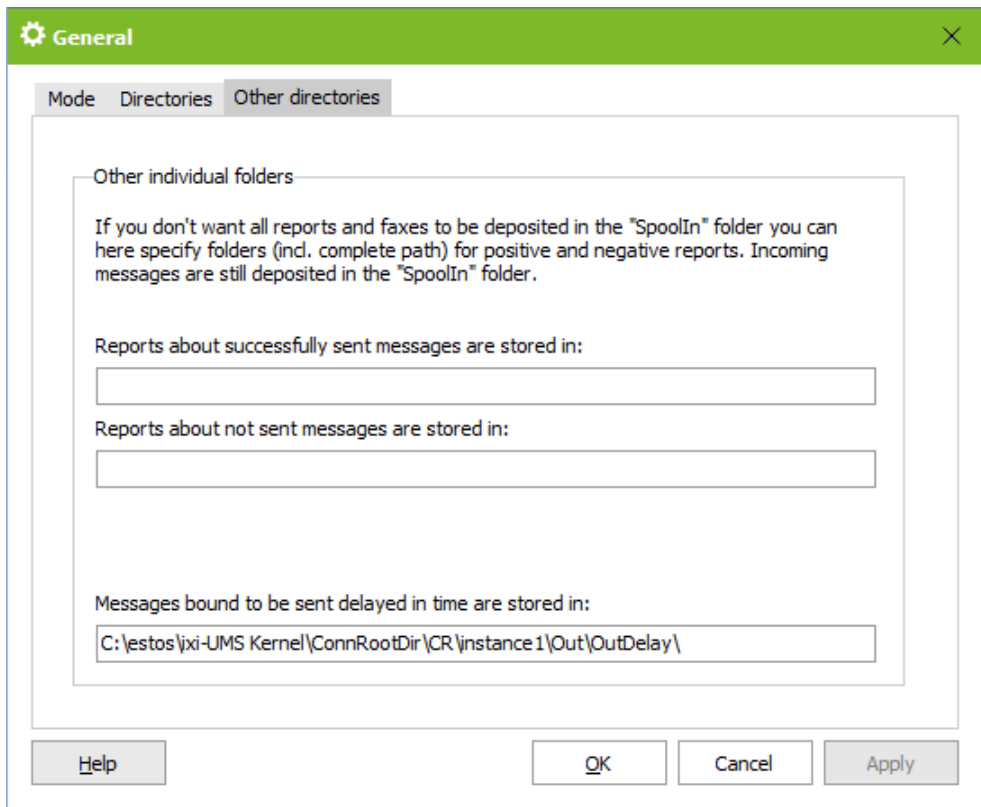 General
Mode Directories Other directories
Other individual folders
If you don't want all reports and faxes to be deposited in the "SpoolIn" folder you can
here specify folders (incl. complete path) for positive and negative reports. Incoming
messages are still deposited in the "SpoolIn" folder.
Reports about successfully sent messages are stored in:
Reports about not sent messages are stored in:
Messages bound to be sent delayed in time are stored in:
C:\estos\ixi-UMS Kernel\ConnRootDir\CR\instance1\Out\OutDelay\
Help OK Cancel Apply